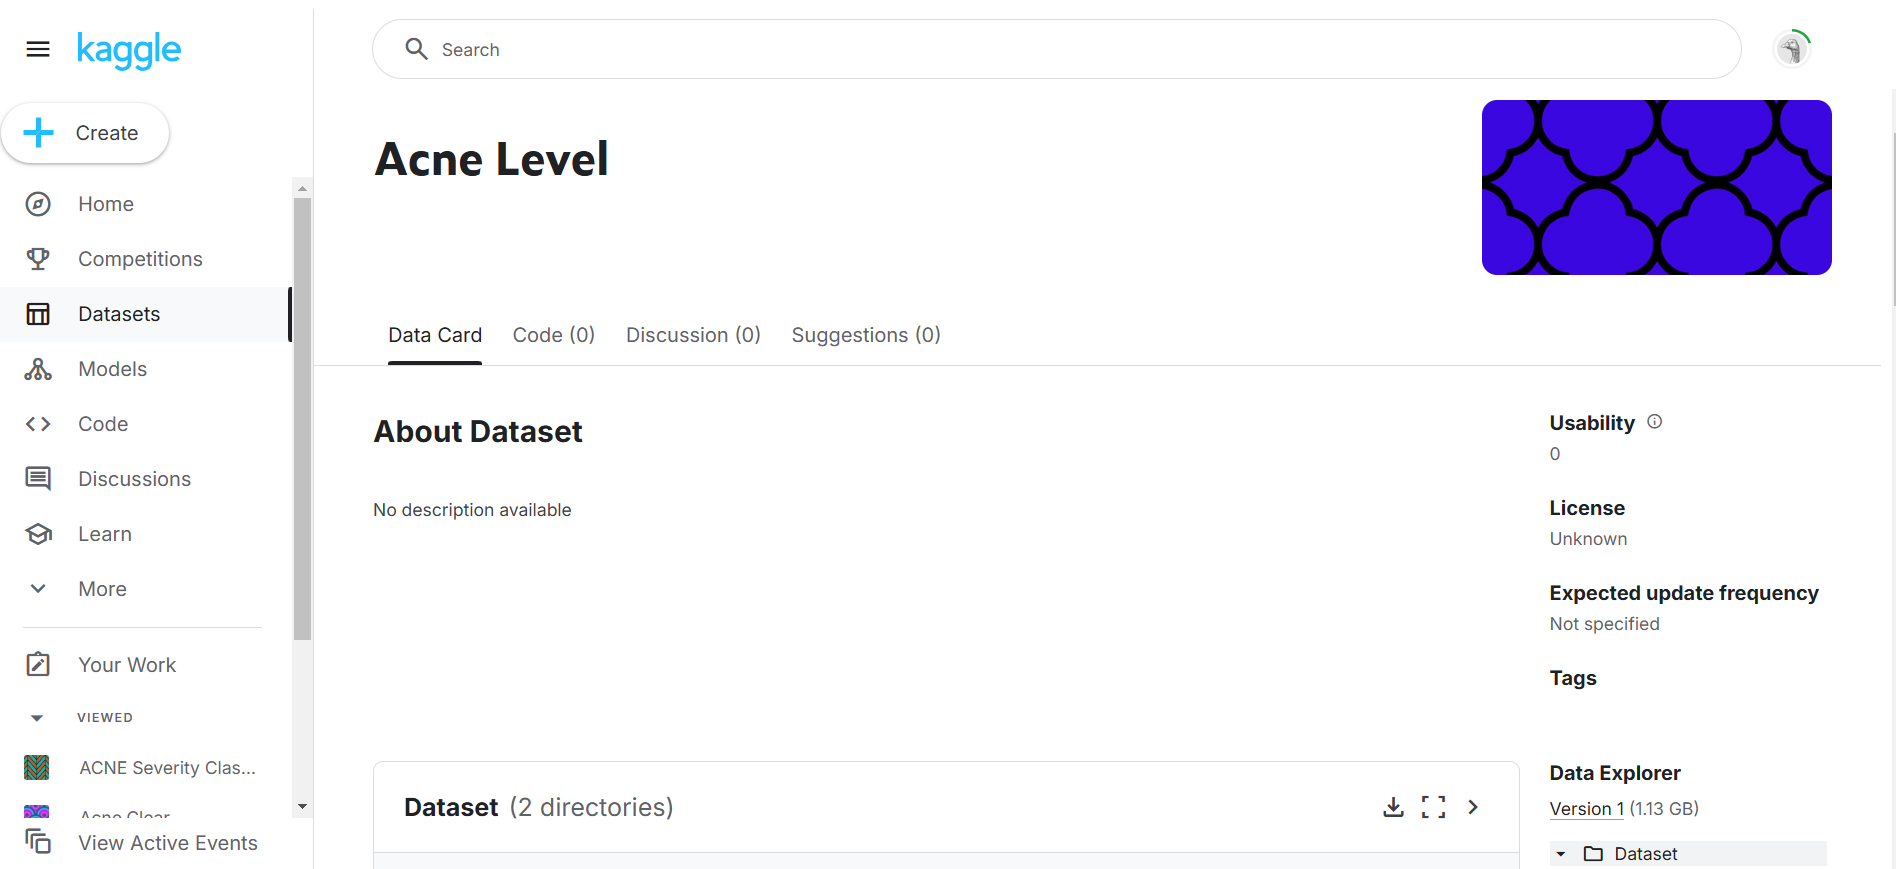 kaggle
Search
Create
Home
Competitions
Datasets
Models
Code
Discussions
Learn
More
Your Work
VIEWED
ACNE Severity Clas...
Acne Clear
View Active Events
Acne Level
Data Card
Code (0)
Discussion (0)
Suggestions (0)
About Dataset
No description available
Usability
0
License
Unknown
Expected update frequency
Not specified
Tags
Dataset (2 directories)
Data Explorer
Version 1 (1.13 GB)
Dataset